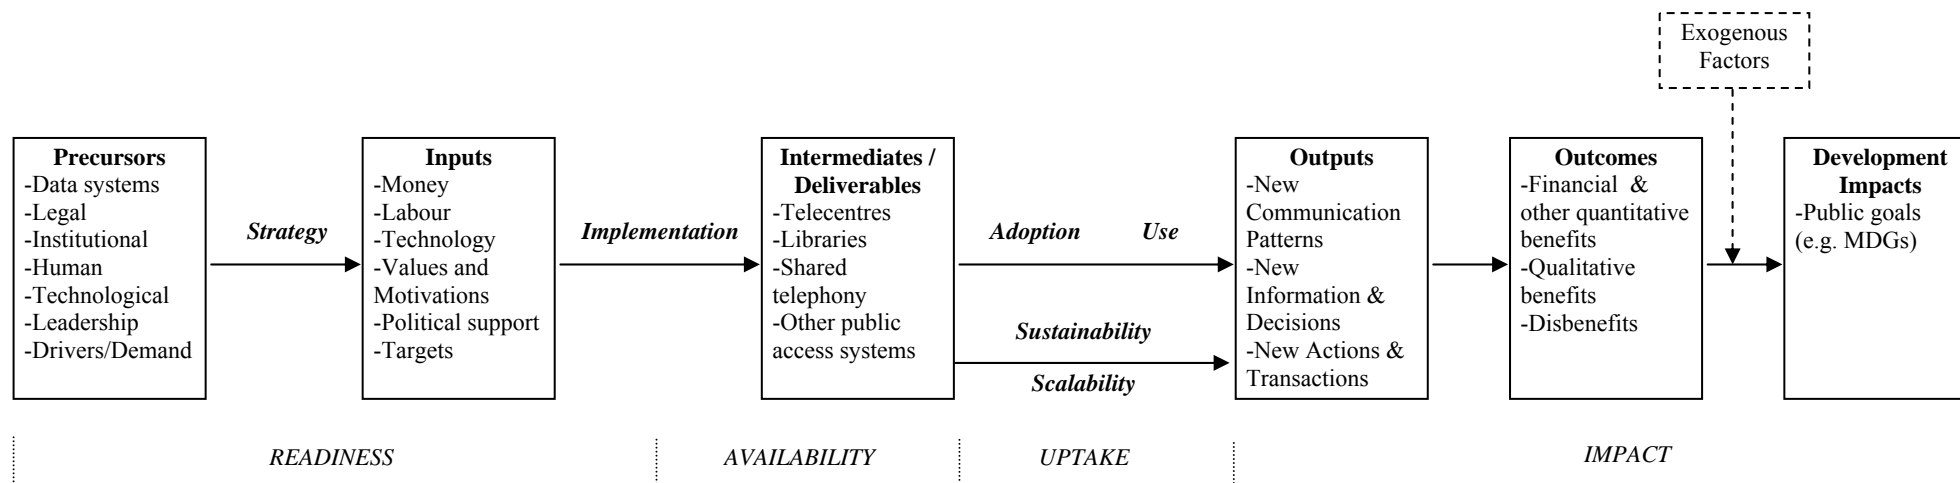 Exogenous
Factors
Precursors
-Data systems
-Legal
-Institutional
-Human
-Technological
-Leadership
-Drivers/Demand
Strategy
Inputs
-Money
-Labour
-Technology
-Values and
Motivations
-Political support
-Targets
Implementation
Intermediates /
Deliverables
-Telecentres
-Libraries
-Shared
telephony
-Other public
access systems
Adoption Use
Sustainability
Scalability
Outputs
-New
Communication
Patterns
-New
Information &
Decisions
-New Actions &
Transactions
Outcomes
-Financial & 
other quantitative
benefits
-Qualitative
benefits
-Disbenefits
Development
Impacts
-Public goals
(e.g. MDGs)
READINESS
AVAILABILITY
UPTAKE
IMPACT